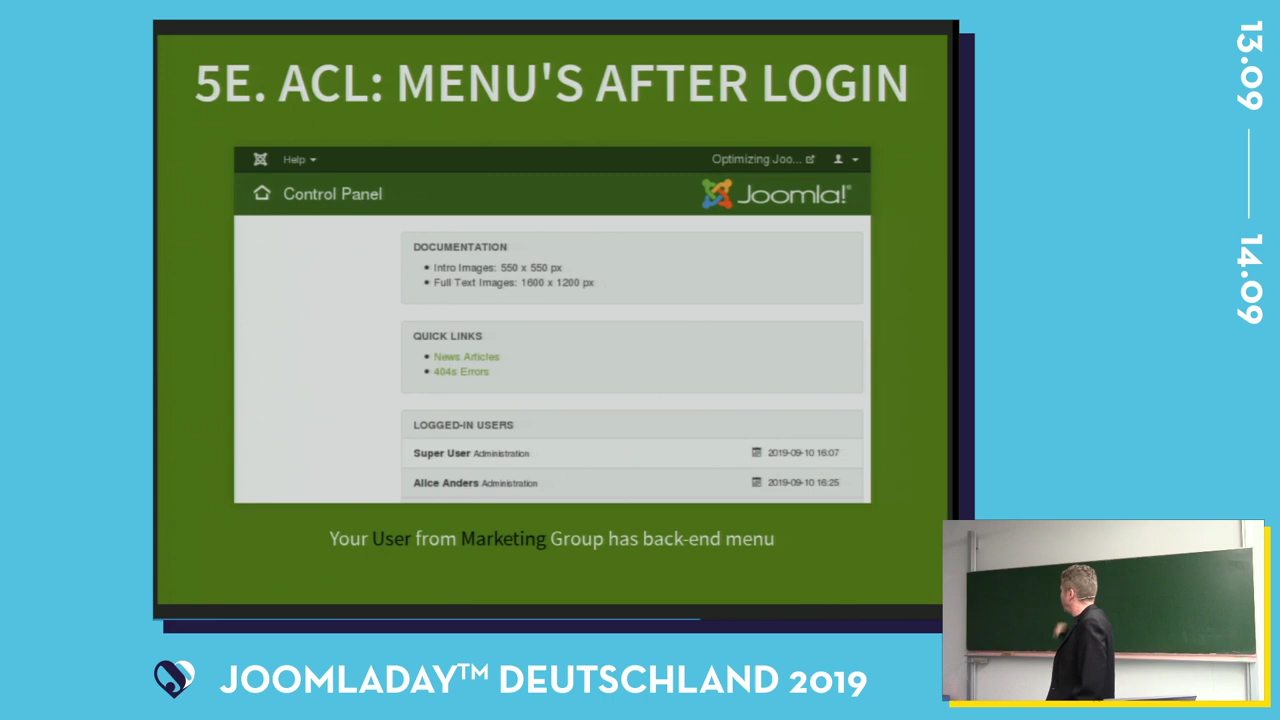 5E. ACL: MENU'S AFTER LOGIN
Help
Optimizing Joo...
Control Panel
Joomla!®
DOCUMENTATION
• Intro Images: 550 x 550 px
• Full Text Images: 1600 x 1200 px
QUICK LINKS
• News Articles
• 404s Errors
LOGGED-IN USERS
Super User Administration 2019-09-10 16:07
Alice Anders Administration 2019-09-10 16:25
Your User from Marketing Group has back-end menu
JOOMLADAY™ DEUTSCHLAND 2019
13.09
14.09